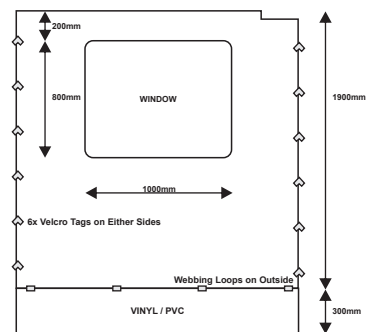 200mm
800mm
WINDOW
1900mm
1000mm
6x Velcro Tags on Either Sides
Webbing Loops on Outside
VINYL / PVC
300mm